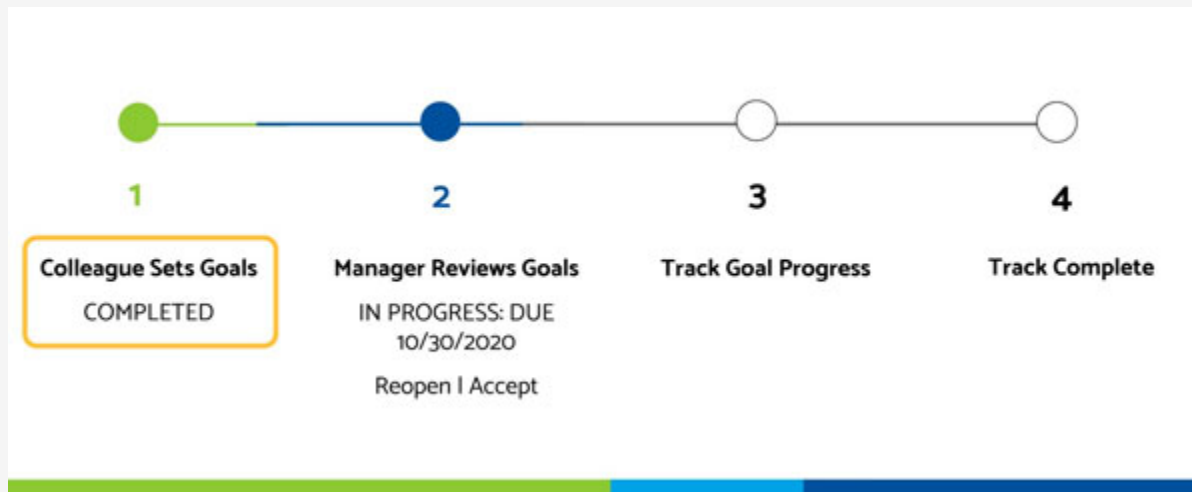 1
2
3
4
Colleague Sets Goals
COMPLETED
Manager Reviews Goals
IN PROGRESS: DUE
10/30/2020
Reopen | Accept
Track Goal Progress
Track Complete